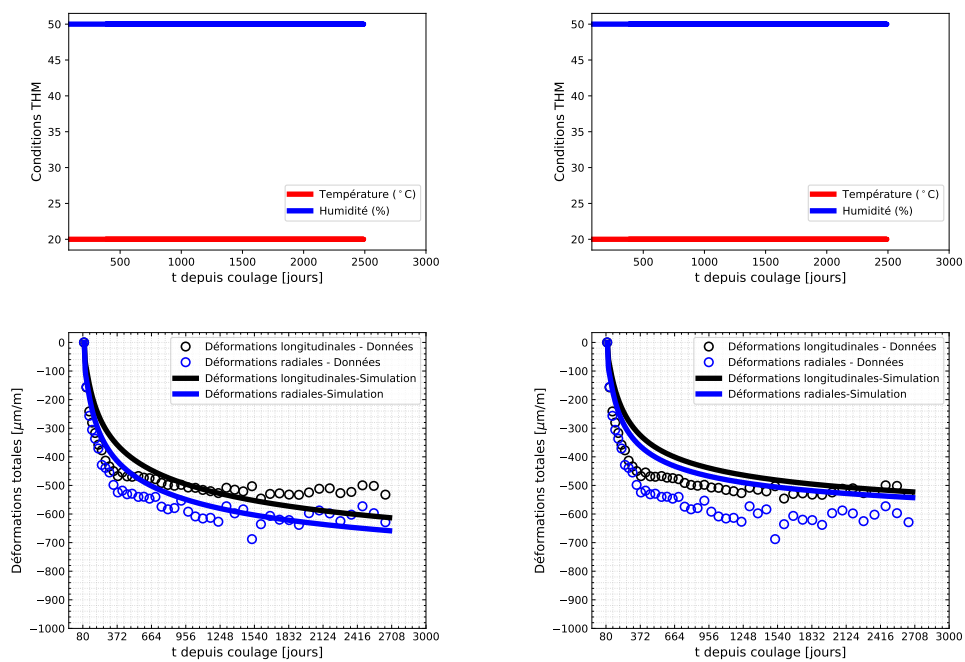 50
45
40
35
30
25
20
Conditions THM
Température (°C)
Humidité (%)
500 1000 1500 2000 2500 3000
t depuis coulage [jours]
50
45
40
35
30
25
20
Conditions THM
Température (°C)
Humidité (%)
500 1000 1500 2000 2500 3000
t depuis coulage [jours]
0
−100
−200
−300
−400
−500
−600
−700
−800
−900
−1000
Déformations totales [μm/m]
Déformations longitudinales - Données
Déformations radiales - Données
Déformations longitudinales-Simulation
Déformations radiales-Simulation
80 372 664 956 1248 1540 1832 2124 2416 2708 3000
t depuis coulage [jours]
0
−100
−200
−300
−400
−500
−600
−700
−800
−900
−1000
Déformations totales [μm/m]
Déformations longitudinales - Données
Déformations radiales - Données
Déformations longitudinales-Simulation
Déformations radiales-Simulation
80 372 664 956 1248 1540 1832 2124 2416 2708 3000
t depuis coulage [jours]